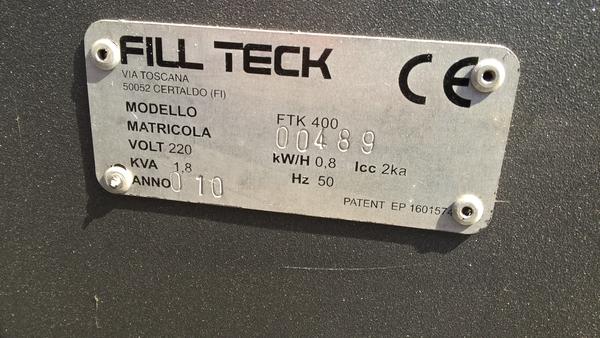 FILL TECK
CE
VIA TOSCANA
50052 CERTALDO (FI)
MODELLO FTK 400
MATRICOLA 00489
VOLT 220 kW/H 0,8 Icc 2ka
KVA 1,8 Hz 50
ANNO 010
PATENT EP 1601574